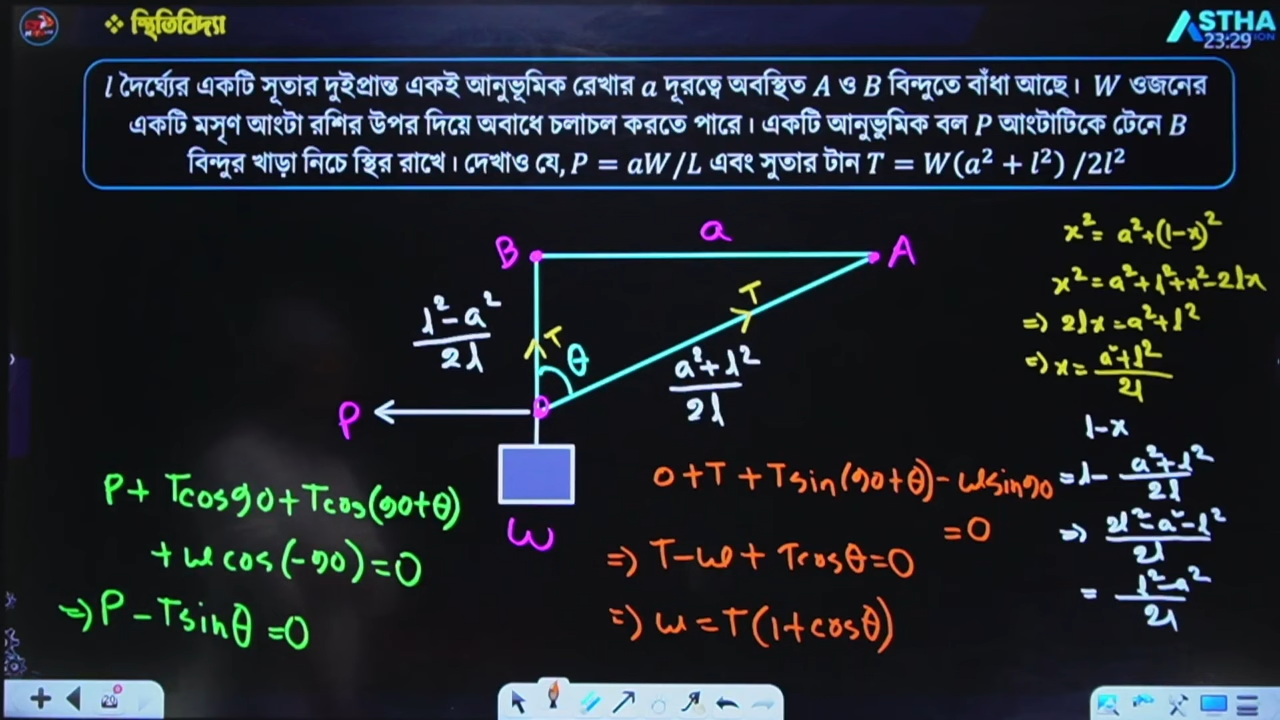 ❖ স্থিতিবিদ্যা
ASTHA
23:29
l দৈর্ঘ্যের একটি সূতার দুইপ্রান্ত একই আনুভূমিক রেখার a দূরত্বে অবস্থিত A ও B বিন্দুতে বাঁধা আছে। W ওজনের
একটি মসৃণ আংটা রশির উপর দিয়ে অবাধে চলাচল করতে পারে। একটি আনুভুমিক বল P আংটাটিকে টেনে B
বিন্দুর খাড়া নিচে স্থির রাখে। দেখাও যে, P = aW/L এবং সুতার টান T = W(a² + l²) /2l²
B
a
A
T
T
θ
O
P
W
(l²-a²)/2l
(a²+l²)/2l
x² = a²+(l-x)²
x² = a²+l²+x²-2lx
⇒ 2lx = a²+l²
⇒ x = (a²+l²)/2l
l-x
= l - (a²+l²)/2l
⇒ (2l²-a²-l²)/2l
= (l²-a²)/2l
P + Tcos90 + Tcos(90+θ)
+ w cos(-90) = 0
⇒ P - Tsinθ = 0
0 + T + Tsin(90+θ) - wsin90
= 0
⇒ T - w + Tcosθ = 0
⇒ w = T(1+cosθ)
20